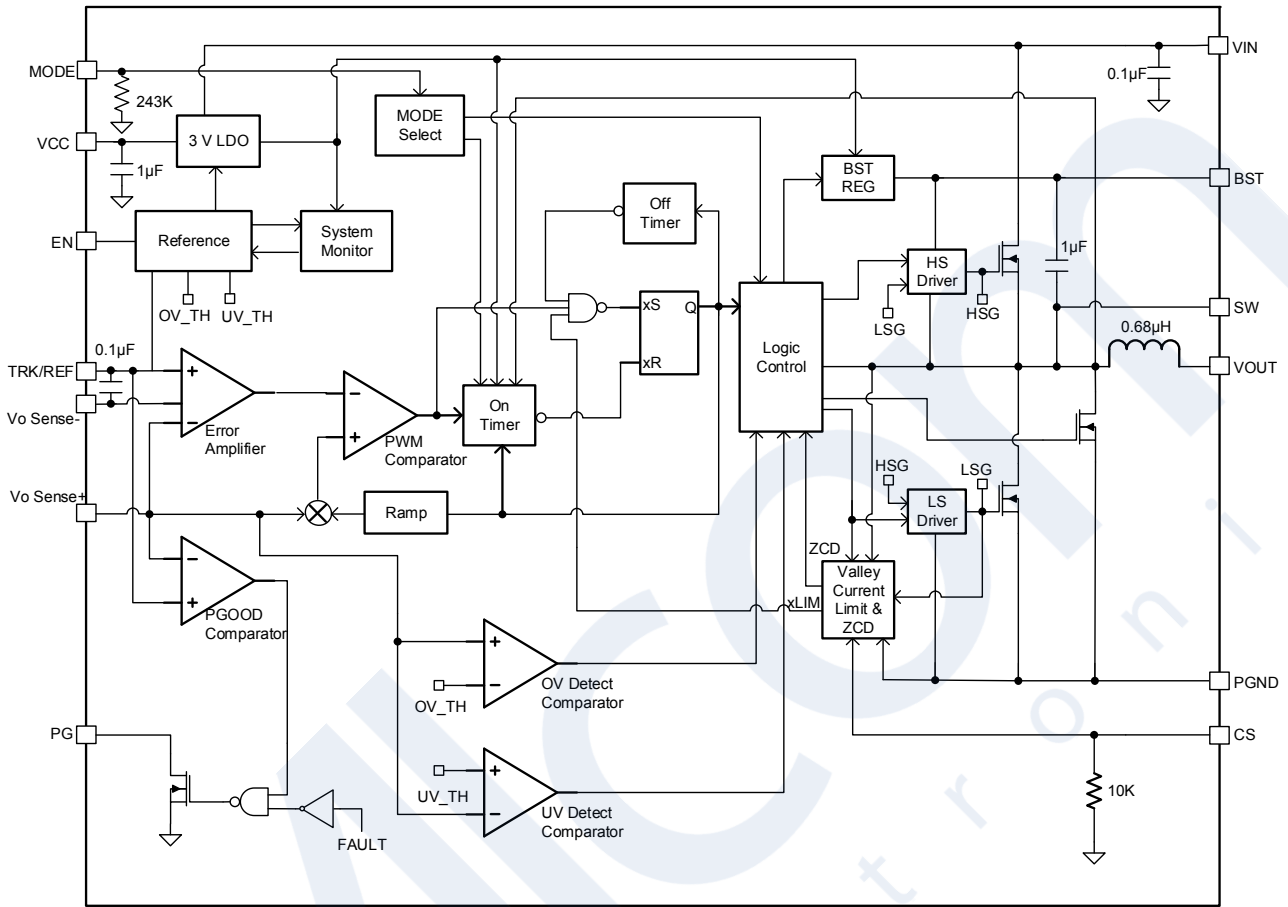 MODE
243K
VCC
1µF
3 V LDO
MODE
Select
VIN
0.1µF
BST
REG
BST
EN
Reference
System
Monitor
OV_TH
UV_TH
Off
Timer
1µF
HS
Driver
LSG
HSG
SW
0.68µH
VOUT
TRK/REF
0.1µF
Vo Sense-
Error
Amplifier
PWM
Comparator
On
Timer
xS
Q
xR
Logic
Control
Vo Sense+
Ramp
HSG
LSG
LS
Driver
ZCD
xLIM
Valley
Current
Limit &
ZCD
PGOOD
Comparator
OV_TH
OV Detect
Comparator
PGND
PG
CS
UV_TH
UV Detect
Comparator
10K
FAULT